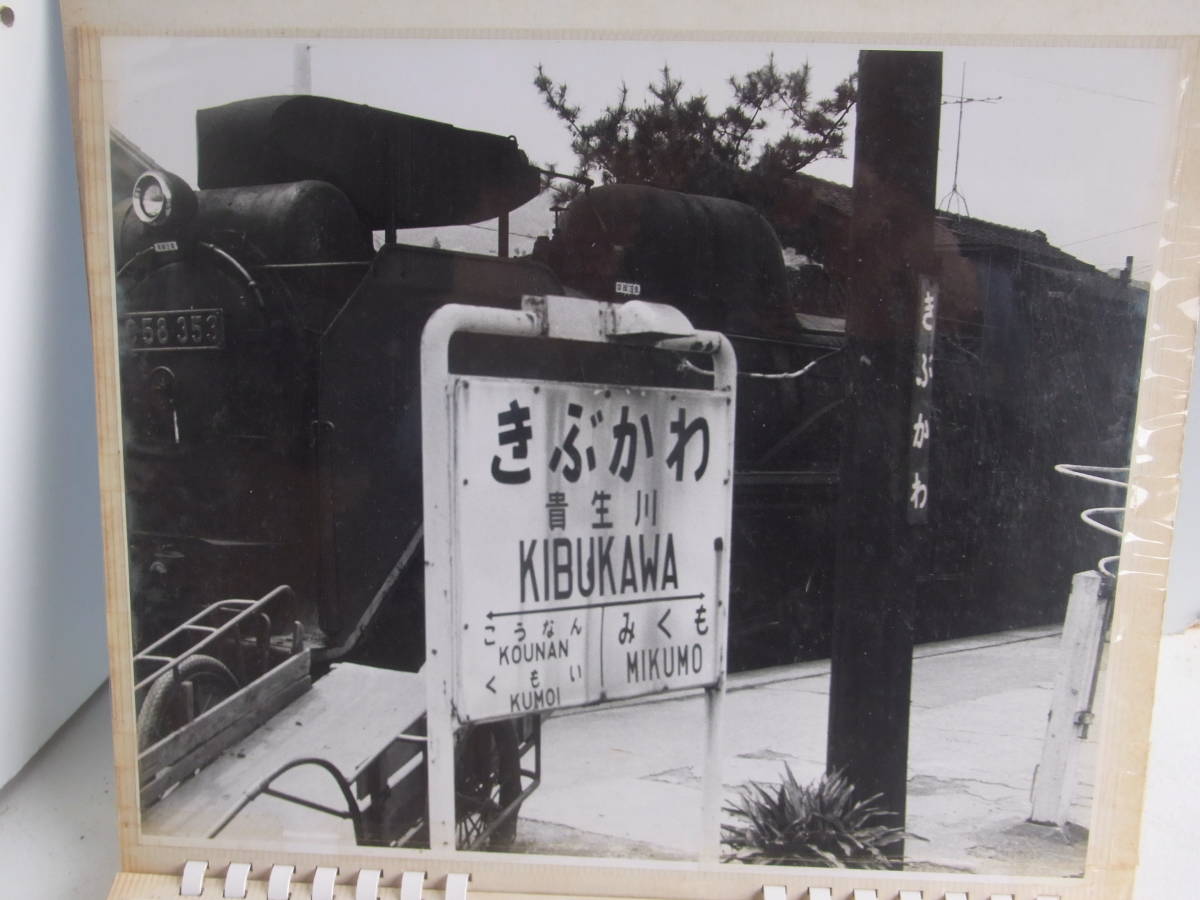 C58 353
きぶかわ
貴生川
KIBUKAWA
こうなん
KOUNAN
くもい
KUMOI
みくも
MIKUMO
きぶかわ